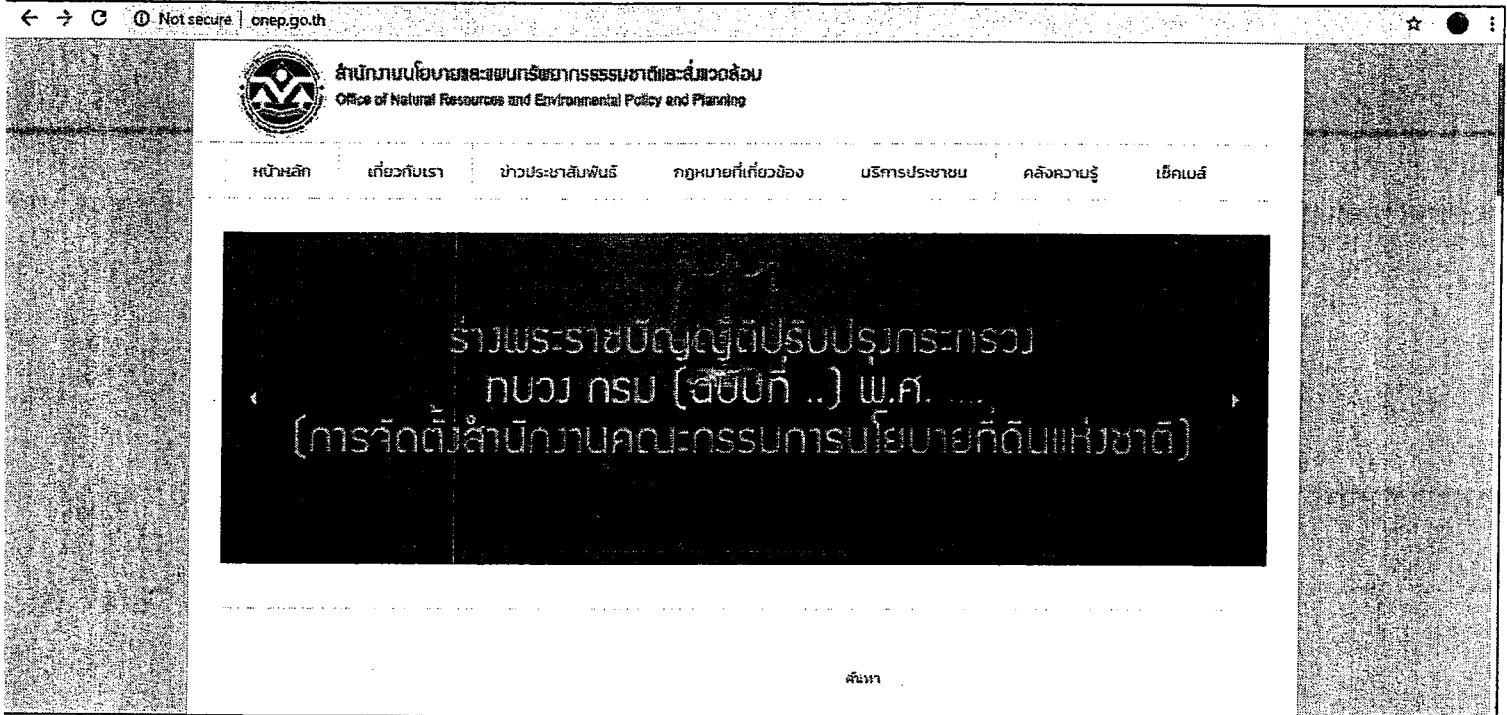 Not secure | onep.go.th
สำนักงานนโยบายและแผนทรัพยากรธรรมชาติและสิ่งแวดล้อม
Office of Natural Resources and Environmental Policy and Planning
หน้าหลัก เกี่ยวกับเรา ข่าวประชาสัมพันธ์ กฎหมายที่เกี่ยวข้อง บริการประชาชน คลังความรู้ เช็คเมล์
ร่างพระราชบัญญัติปรับปรุงกระทรวง
ทบวง กรม (ฉบับที่ ..) พ.ศ. ....
(การจัดตั้งสำนักงานคณะกรรมการนโยบายที่ดินแห่งชาติ)
ค้นหา